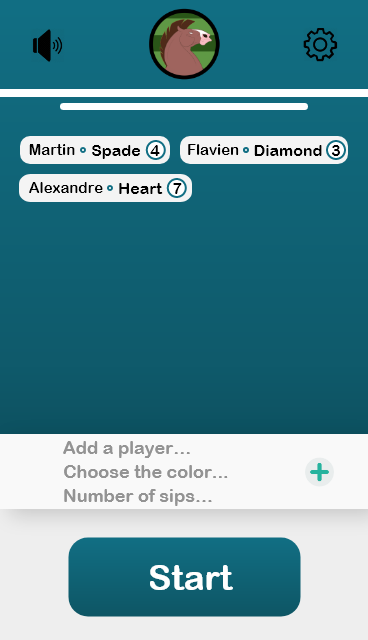 Martin Spade 4 Flavien Diamond 3
Alexandre Heart 7
Add a player...
Choose the color...
Number of sips...
Start